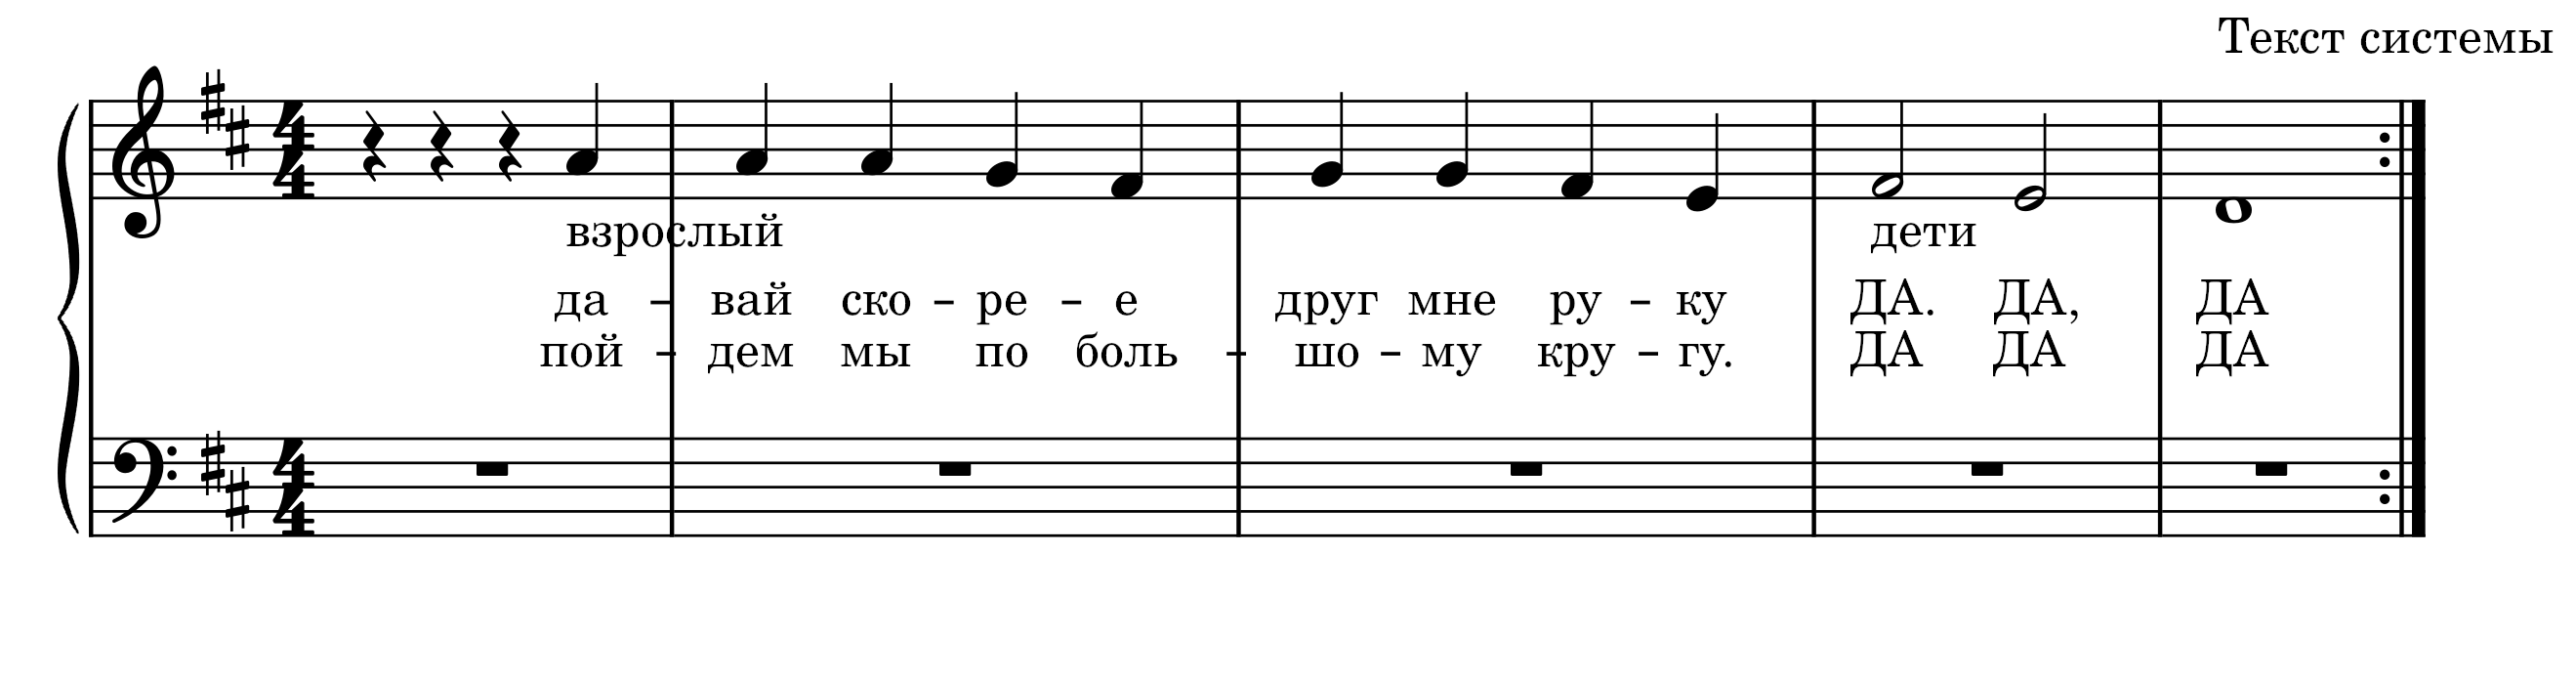 Текст системы
взрослый дети
да – вай ско – ре – е друг мне ру – ку ДА. ДА, ДА
пой – дем мы по боль – шо – му кру – гу. ДА ДА ДА